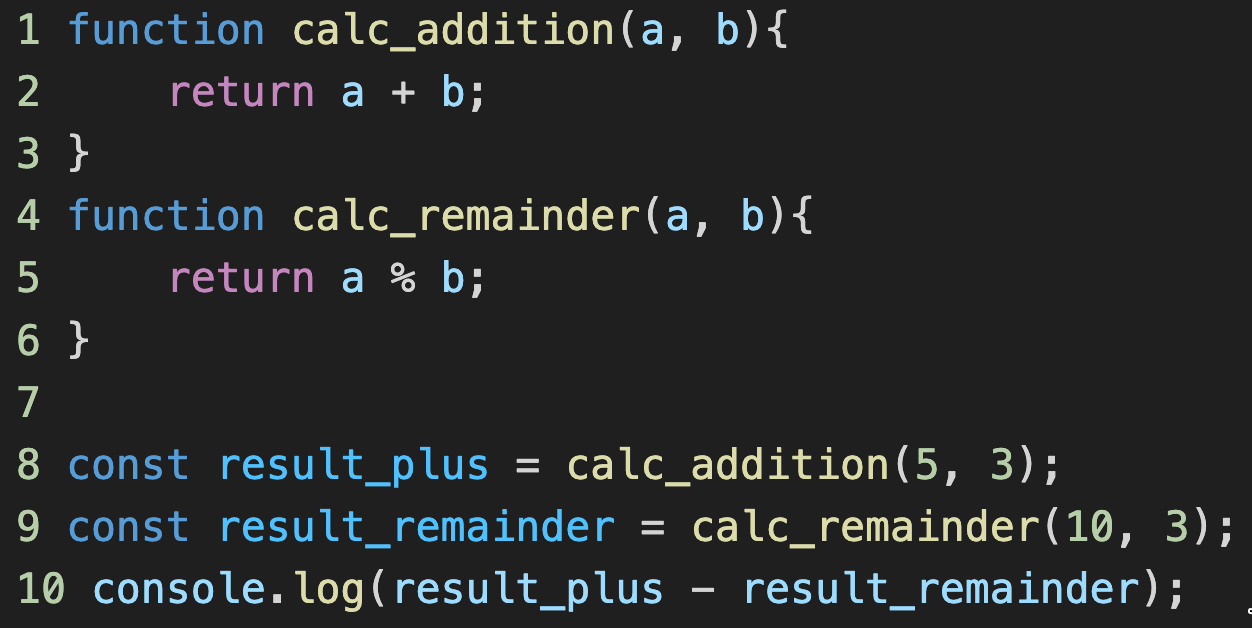 1 function calc_addition(a, b){
2     return a + b;
3 }
4 function calc_remainder(a, b){
5     return a % b;
6 }
7
8 const result_plus = calc_addition(5, 3);
9 const result_remainder = calc_remainder(10, 3);
10 console.log(result_plus - result_remainder);